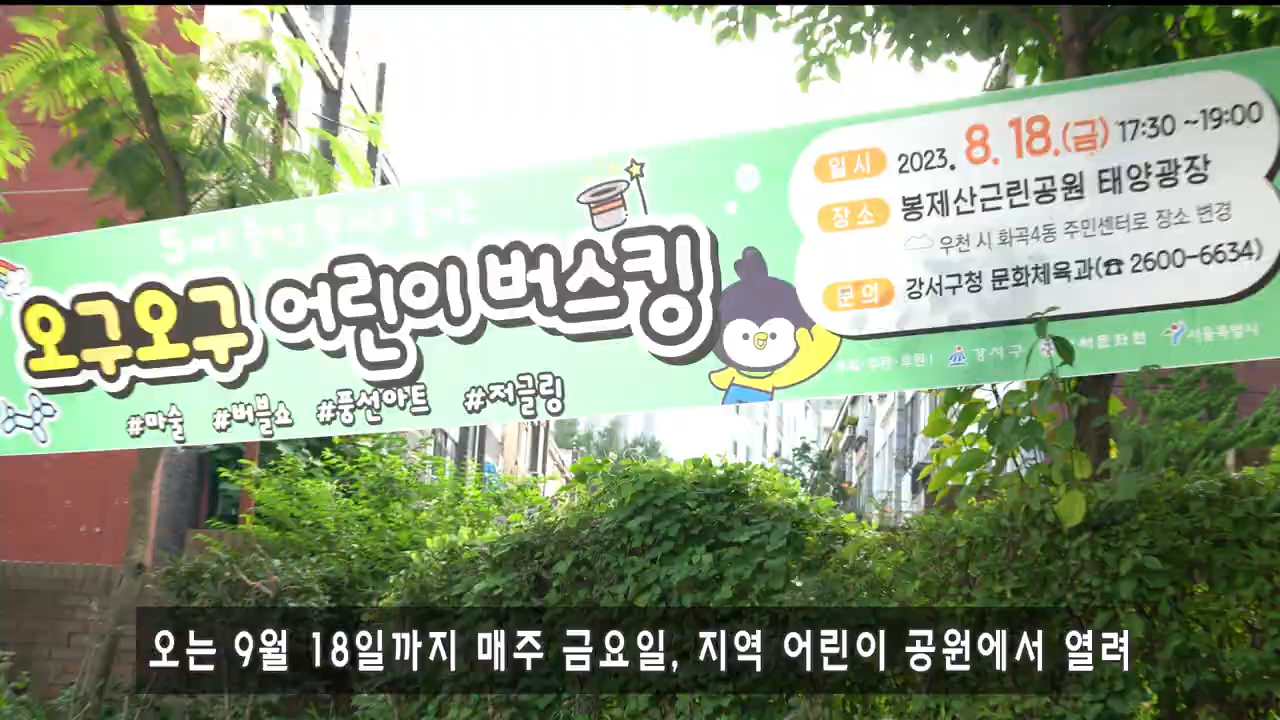 오구오구 어린이 버스킹
#마술 #버블쇼 #풍선아트 #저글링
일시 2023. 8. 18.(금) 17:30 ~19:00
장소 봉제산근린공원 태양광장
우천 시 화곡4동 주민센터로 장소 변경
문의 강서구청 문화체육과(☎ 2600-6634)
강서구 서울특별시
오는 9월 18일까지 매주 금요일, 지역 어린이 공원에서 열려